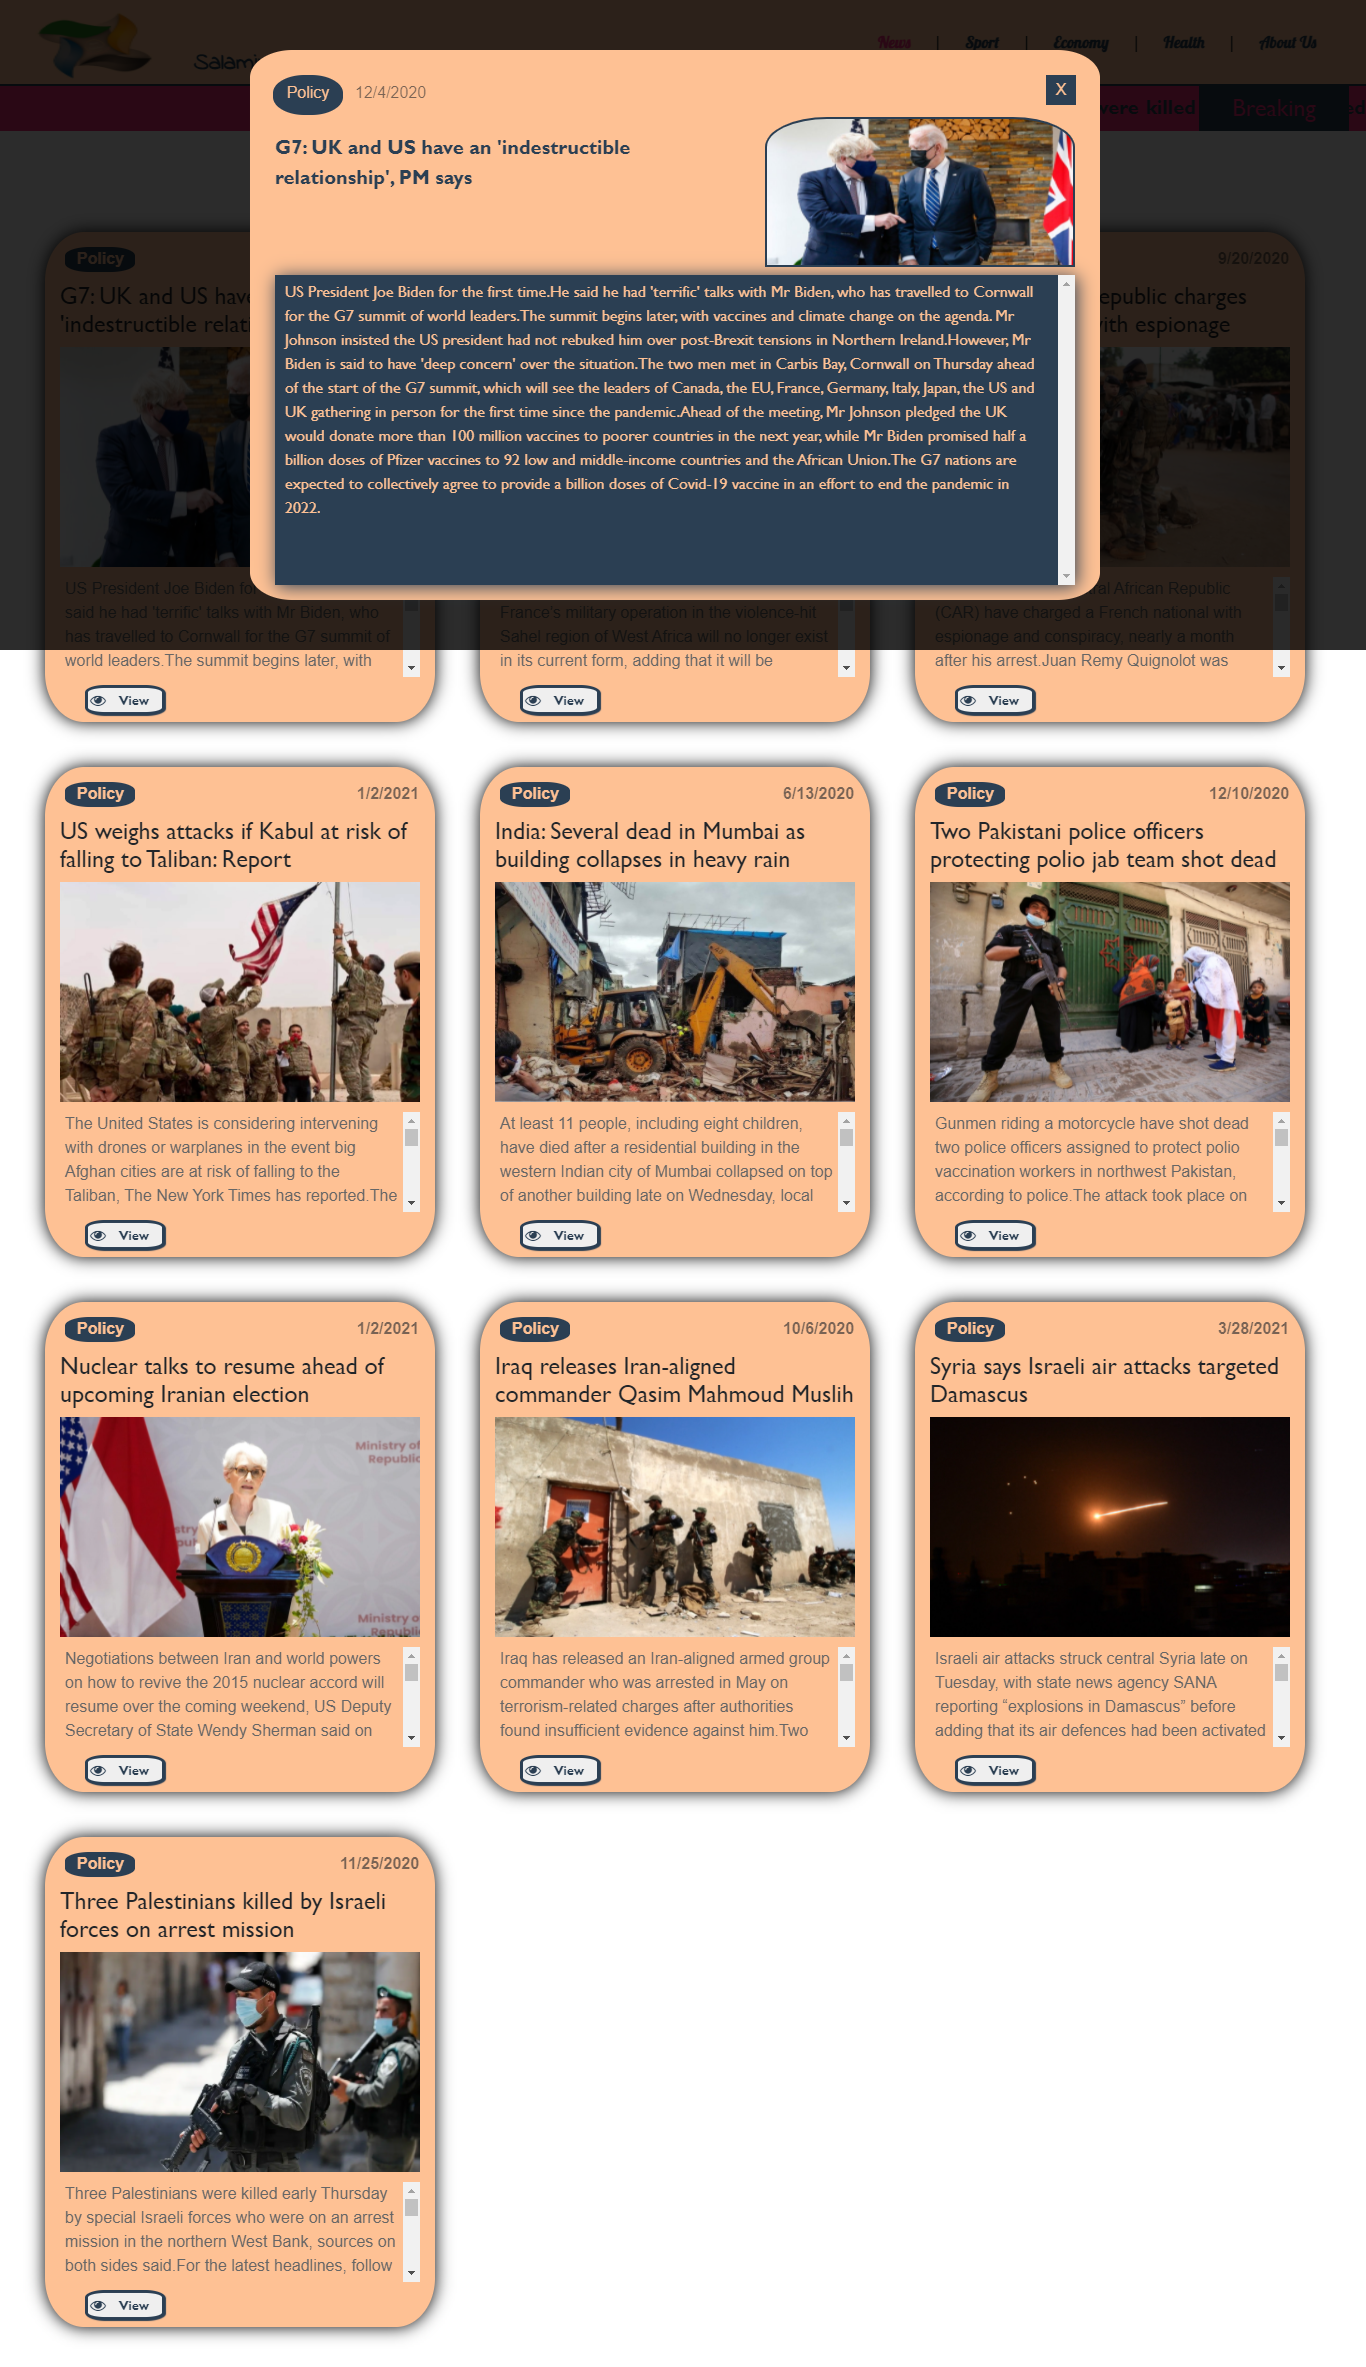 Salam
News | Sport | Economy | Health | About Us
were killed
Breaking
ed
Policy 12/4/2020 X
G7: UK and US have an 'indestructible
relationship', PM says
US President Joe Biden for the first time.He said he had 'terrific' talks with Mr Biden, who has travelled to Cornwall
for the G7 summit of world leaders.The summit begins later, with vaccines and climate change on the agenda. Mr
Johnson insisted the US president had not rebuked him over post-Brexit tensions in Northern Ireland.However, Mr
Biden is said to have 'deep concern' over the situation.The two men met in Carbis Bay, Cornwall on Thursday ahead
of the start of the G7 summit, which will see the leaders of Canada, the EU, France, Germany, Italy, Japan, the US and
UK gathering in person for the first time since the pandemic.Ahead of the meeting, Mr Johnson pledged the UK
would donate more than 100 million vaccines to poorer countries in the next year, while Mr Biden promised half a
billion doses of Pfizer vaccines to 92 low and middle-income countries and the African Union.The G7 nations are
expected to collectively agree to provide a billion doses of Covid-19 vaccine in an effort to end the pandemic in
2022.
Policy
G7: UK and US have
'indestructible relati
US President Joe Biden for
said he had 'terrific' talks with Mr Biden, who
has travelled to Cornwall for the G7 summit of
world leaders.The summit begins later, with
View
France's military operation in the violence-hit
Sahel region of West Africa will no longer exist
in its current form, adding that it will be
View
9/20/2020
epublic charges
with espionage
ral African Republic
(CAR) have charged a French national with
espionage and conspiracy, nearly a month
after his arrest.Juan Remy Quignolot was
View
Policy 1/2/2021
US weighs attacks if Kabul at risk of
falling to Taliban: Report
The United States is considering intervening
with drones or warplanes in the event big
Afghan cities are at risk of falling to the
Taliban, The New York Times has reported.The
View
Policy 6/13/2020
India: Several dead in Mumbai as
building collapses in heavy rain
At least 11 people, including eight children,
have died after a residential building in the
western Indian city of Mumbai collapsed on top
of another building late on Wednesday, local
View
Policy 12/10/2020
Two Pakistani police officers
protecting polio jab team shot dead
Gunmen riding a motorcycle have shot dead
two police officers assigned to protect polio
vaccination workers in northwest Pakistan,
according to police.The attack took place on
View
Policy 1/2/2021
Nuclear talks to resume ahead of
upcoming Iranian election
Ministry of
Republic
Ministry o
Republi
Negotiations between Iran and world powers
on how to revive the 2015 nuclear accord will
resume over the coming weekend, US Deputy
Secretary of State Wendy Sherman said on
View
Policy 10/6/2020
Iraq releases Iran-aligned
commander Qasim Mahmoud Muslih
Iraq has released an Iran-aligned armed group
commander who was arrested in May on
terrorism-related charges after authorities
found insufficient evidence against him.Two
View
Policy 3/28/2021
Syria says Israeli air attacks targeted
Damascus
Israeli air attacks struck central Syria late on
Tuesday, with state news agency SANA
reporting “explosions in Damascus” before
adding that its air defences had been activated
View
Policy 11/25/2020
Three Palestinians killed by Israeli
forces on arrest mission
Three Palestinians were killed early Thursday
by special Israeli forces who were on an arrest
mission in the northern West Bank, sources on
both sides said.For the latest headlines, follow
View